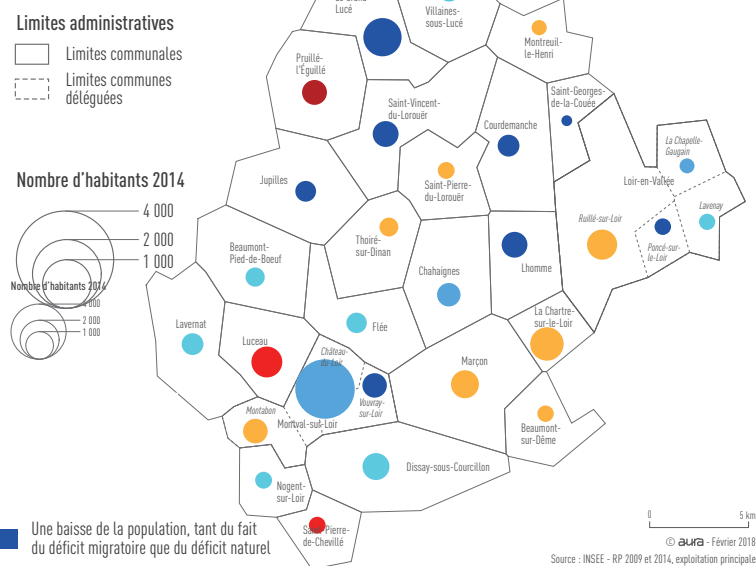 Limites administratives
Limites communales
Limites communes
déléguées
Nombre d'habitants 2014
4 000
2 000
1 000
Nombre d'habitants 2014
4 000
2 000
1 000
Lucé
Villaines-
sous-Lucé
Montreuil-
le-Henri
Pruillé-
l'Éguillé
Saint-Vincent-
du-Lorouër
Saint-Georges-
de-la-Couée
Courdemanche
La Chapelle-
Gaugain
Jupilles
Saint-Pierre-
du-Lorouër
Loir-en-Vallée
Lavenay
Ruillé-sur-Loir
Poncé-sur-
le-Loir
Beaumont-
Pied-de-Boeuf
Thoiré-
sur-Dinan
Chahaignes
Lhomme
La Chartre-
sur-le-Loir
Lavernat
Luceau
Flée
Château-
du-Loir
Marçon
Vouvray-
sur-Loir
Montabon
Montval-sur-Loir
Beaumont-
sur-Dême
Dissay-sous-Courcillon
Nogent-
sur-Loir
Saint-Pierre-
de-Chevillé
Une baisse de la population, tant du fait
du déficit migratoire que du déficit naturel
0 5 km
© aura - Février 2018
Source : INSEE - RP 2009 et 2014, exploitation principale